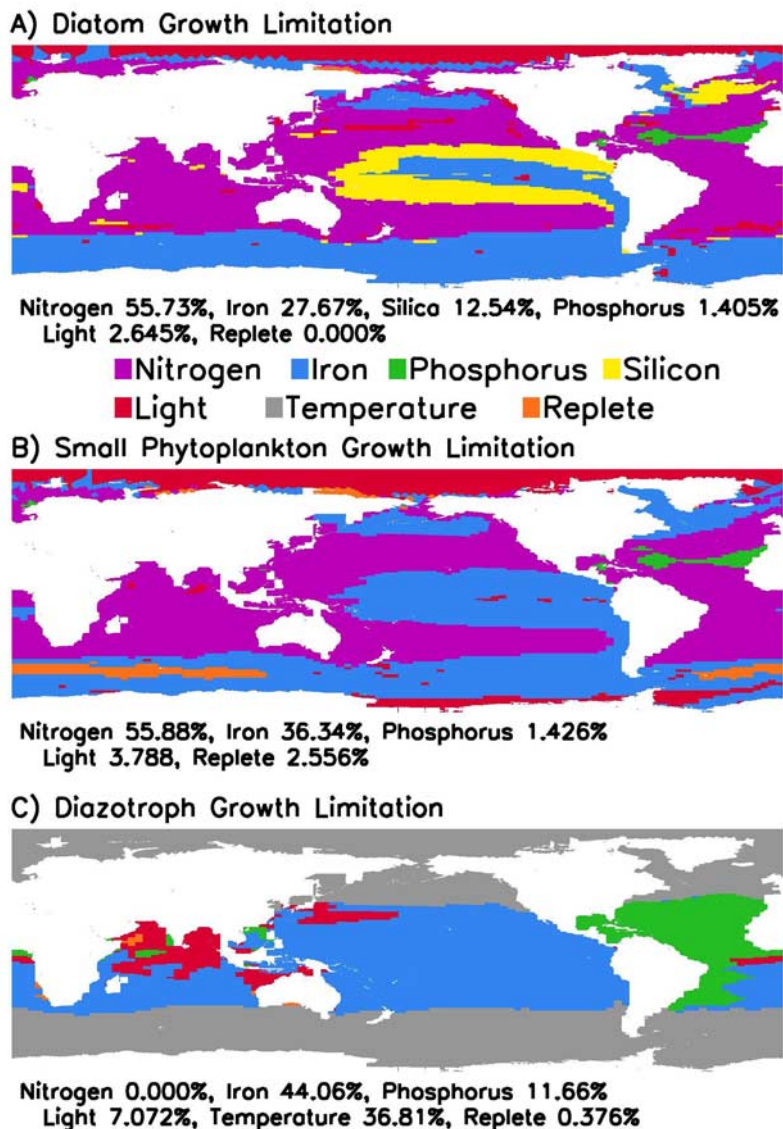 A) Diatom Growth Limitation
Nitrogen 55.73%, Iron 27.67%, Silica 12.54%, Phosphorus 1.405%
Light 2.645%, Replete 0.000%
Nitrogen Iron Phosphorus Silicon
Light Temperature Replete
B) Small Phytoplankton Growth Limitation
Nitrogen 55.88%, Iron 36.34%, Phosphorus 1.426%
Light 3.788, Replete 2.556%
C) Diazotroph Growth Limitation
Nitrogen 0.000%, Iron 44.06%, Phosphorus 11.66%
Light 7.072%, Temperature 36.81%, Replete 0.376%